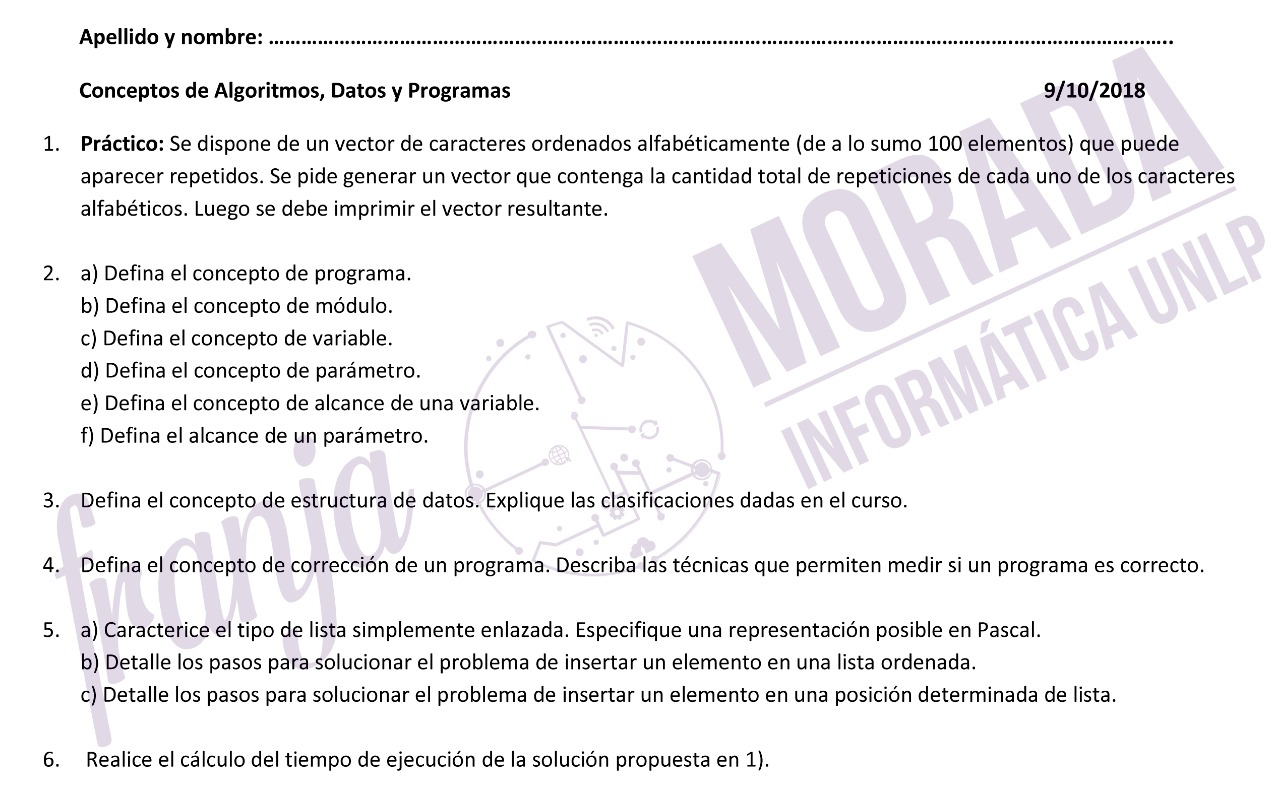 Apellido y nombre: ……………………………………………………………………………………………………………………….………………………..
Conceptos de Algoritmos, Datos y Programas 9/10/2018
1. Práctico: Se dispone de un vector de caracteres ordenados alfabéticamente (de a lo sumo 100 elementos) que puede
aparecer repetidos. Se pide generar un vector que contenga la cantidad total de repeticiones de cada uno de los caracteres
alfabéticos. Luego se debe imprimir el vector resultante.
2. a) Defina el concepto de programa.
b) Defina el concepto de módulo.
c) Defina el concepto de variable.
d) Defina el concepto de parámetro.
e) Defina el concepto de alcance de una variable.
f) Defina el alcance de un parámetro.
3. Defina el concepto de estructura de datos. Explique las clasificaciones dadas en el curso.
4. Defina el concepto de corrección de un programa. Describa las técnicas que permiten medir si un programa es correcto.
5. a) Caracterice el tipo de lista simplemente enlazada. Especifique una representación posible en Pascal.
b) Detalle los pasos para solucionar el problema de insertar un elemento en una lista ordenada.
c) Detalle los pasos para solucionar el problema de insertar un elemento en una posición determinada de lista.
6. Realice el cálculo del tiempo de ejecución de la solución propuesta en 1).
franja
MORADA
INFORMÁTICA UNLP